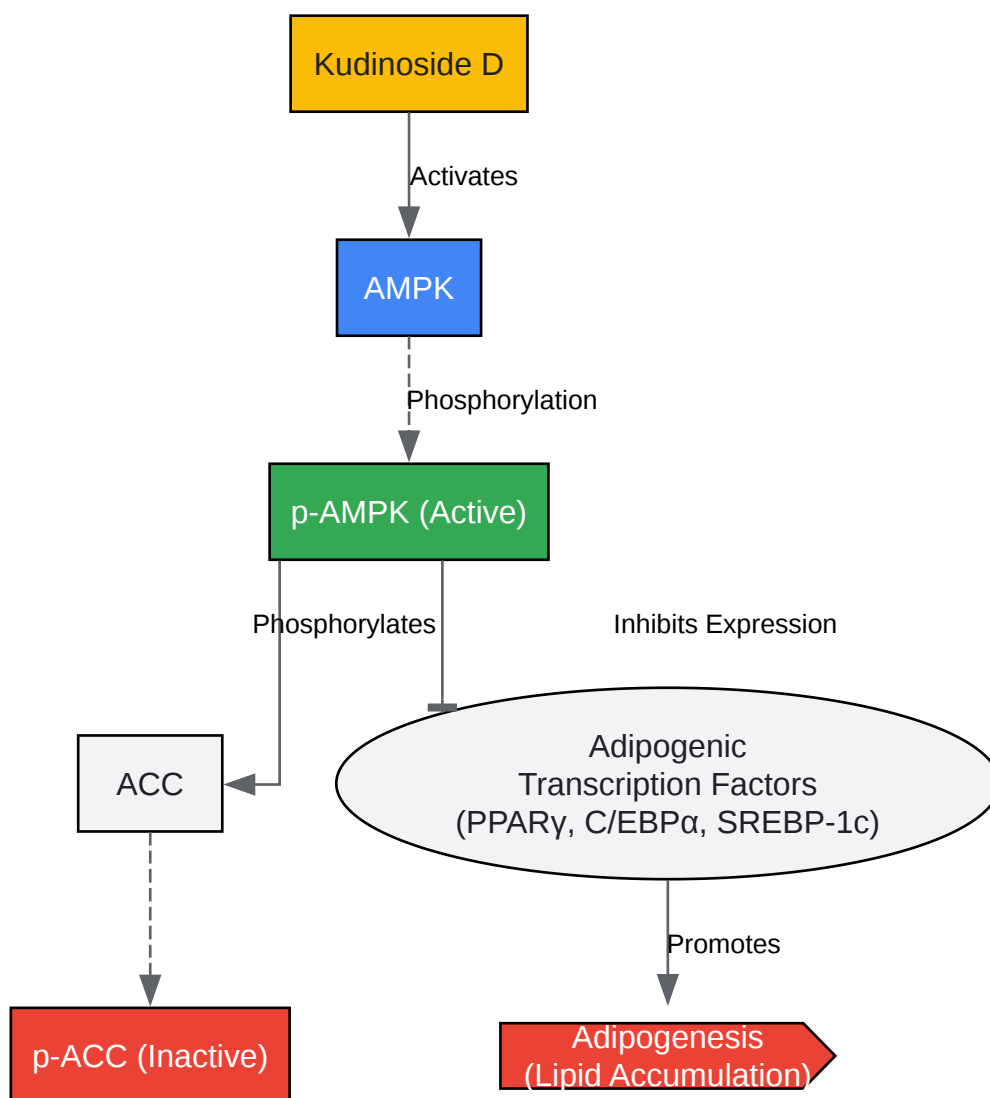 Kudinoside D
Activates
AMPK
Phosphorylation
p-AMPK (Active)
Phosphorylates
Inhibits Expression
Adipogenic
Transcription Factors
(PPARγ, C/EBPα, SREBP-1c)
ACC
Promotes
p-ACC (Inactive)
Adipogenesis
(Lipid Accumulation)